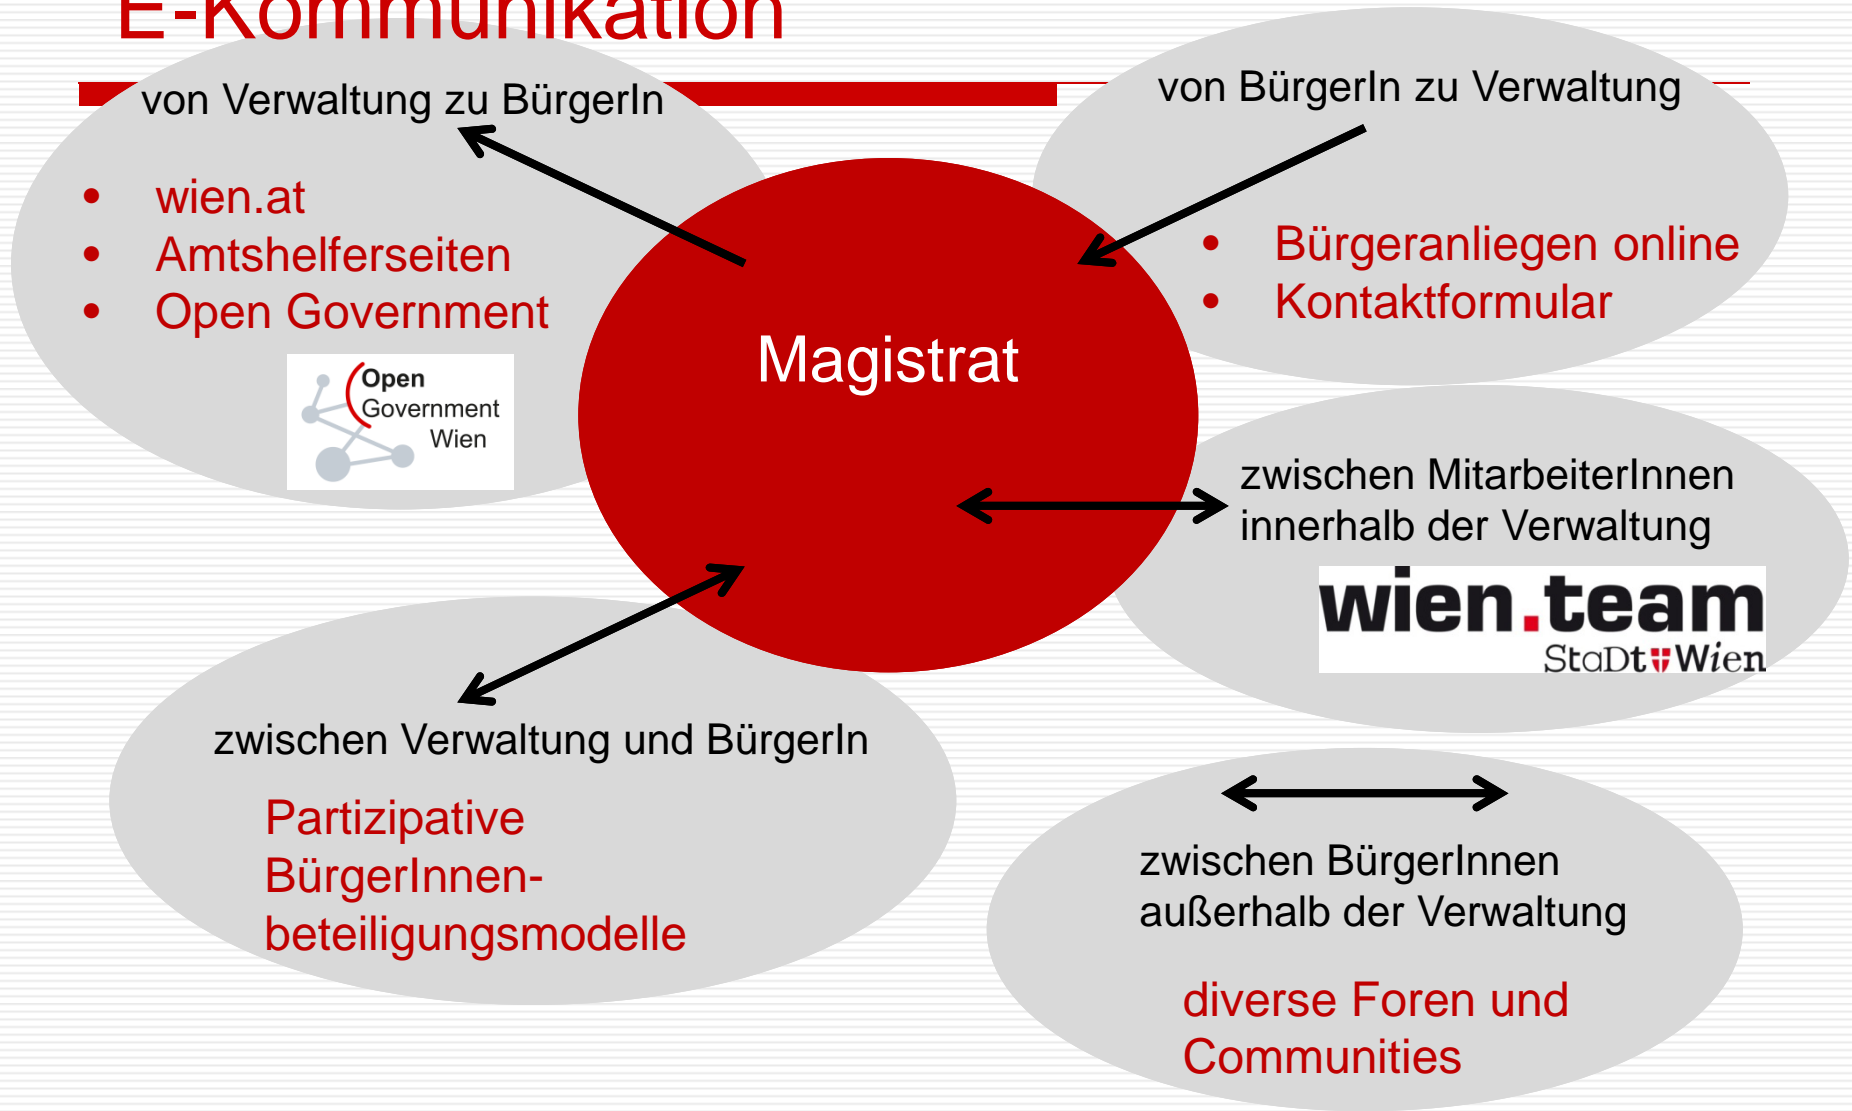 E-Kommunikation
von Verwaltung zu BürgerIn
• wien.at
• Amtshelferseiten
• Open Government
Open
Government
Wien
von BürgerIn zu Verwaltung
• Bürgeranliegen online
• Kontaktformular
Magistrat
zwischen MitarbeiterInnen
innerhalb der Verwaltung
wien.team
StaDt Wien
zwischen Verwaltung und BürgerIn
Partizipative
BürgerInnen-
beteiligungsmodelle
zwischen BürgerInnen
außerhalb der Verwaltung
diverse Foren und
Communities